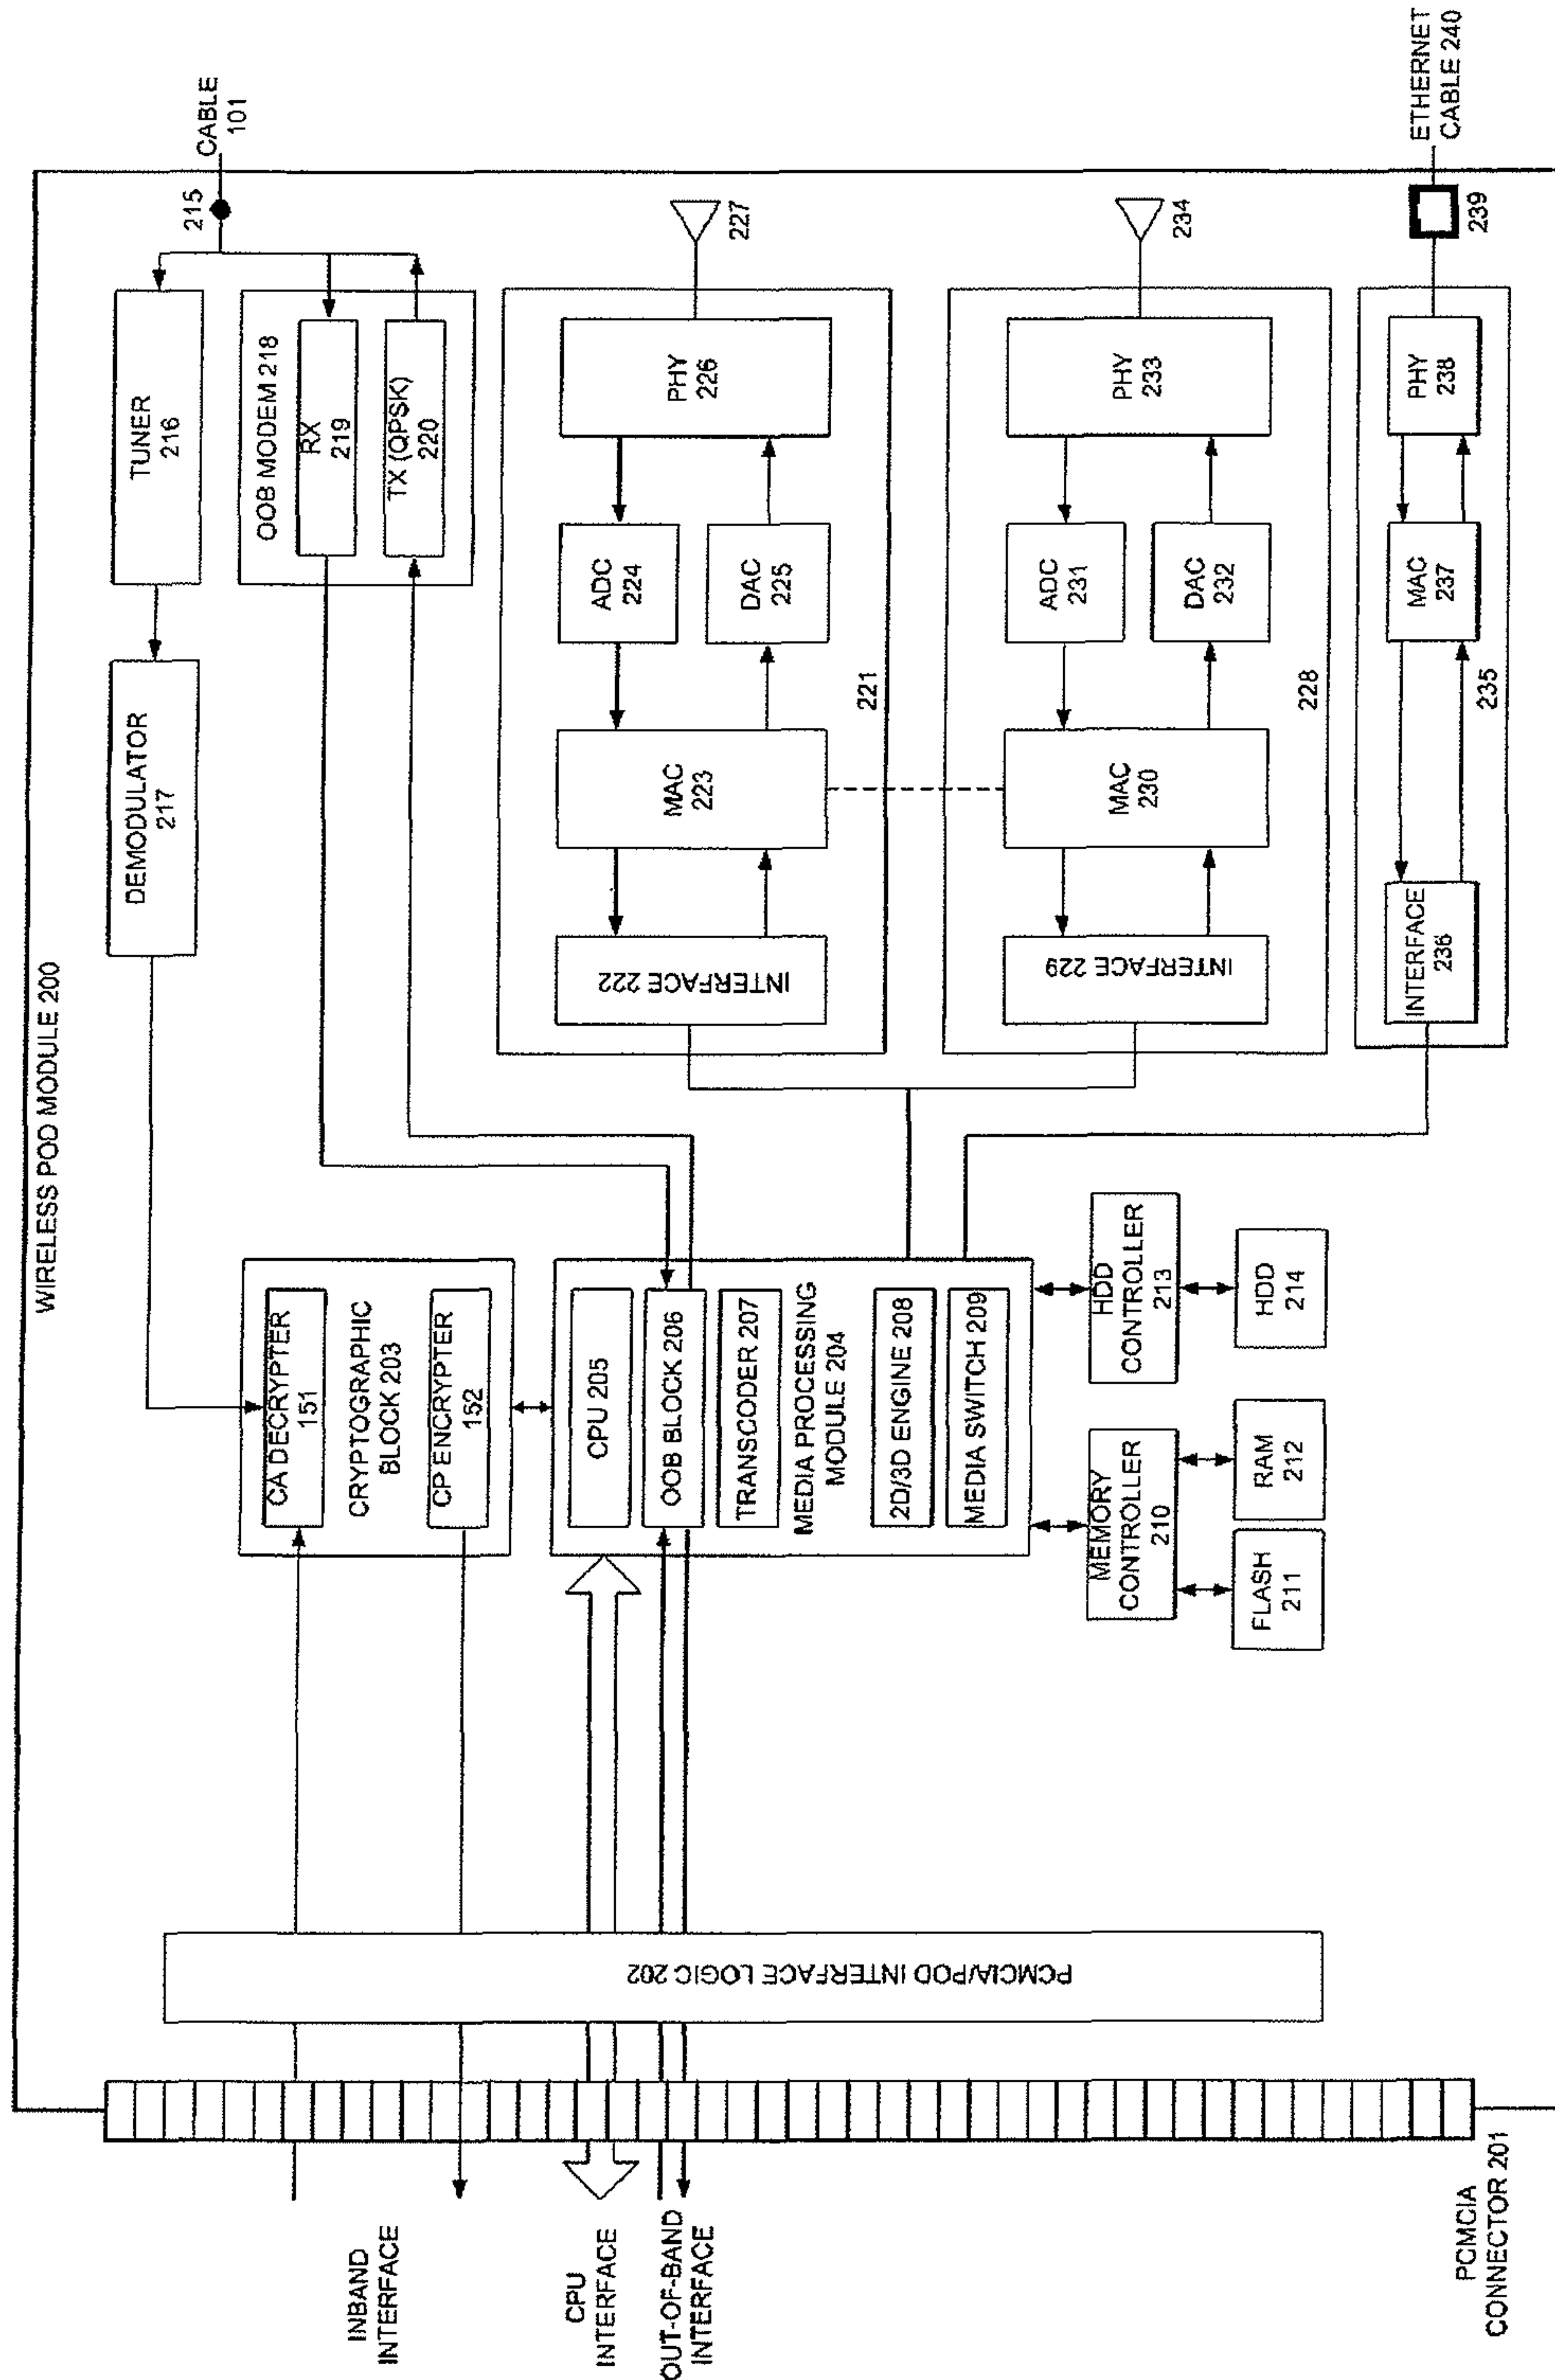 WIRELESS POD MODULE 200
INBAND
INTERFACE
CPU
INTERFACE
OUT-OF-BAND
INTERFACE
PCMCIA
CONNECTOR 201
PCMCIA/POD INTERFACE LOGIC 202
CA DECRYPTER
151
CRYPTOGRAPHIC
BLOCK 203
CP ENCRYPTER
152
CPU 205
OOB BLOCK 206
TRANSCODER 207
MEDIA PROCESSING
MODULE 204
2D/3D ENGINE 208
MEDIA SWITCH 209
MEMORY
CONTROLLER
210
FLASH
211
RAM
212
HDD
CONTROLLER
213
HDD
214
DEMODULATOR
217
TUNER
216
215
CABLE
101
OOB MODEM 218
RX
219
TX (QPSK)
220
INTERFACE 222
MAC
223
ADC
224
DAC
225
PHY
226
221
227
INTERFACE 229
MAC
230
ADC
231
DAC
232
PHY
233
228
234
INTERFACE
236
MAC
237
PHY
238
235
239
ETHERNET
CABLE 240